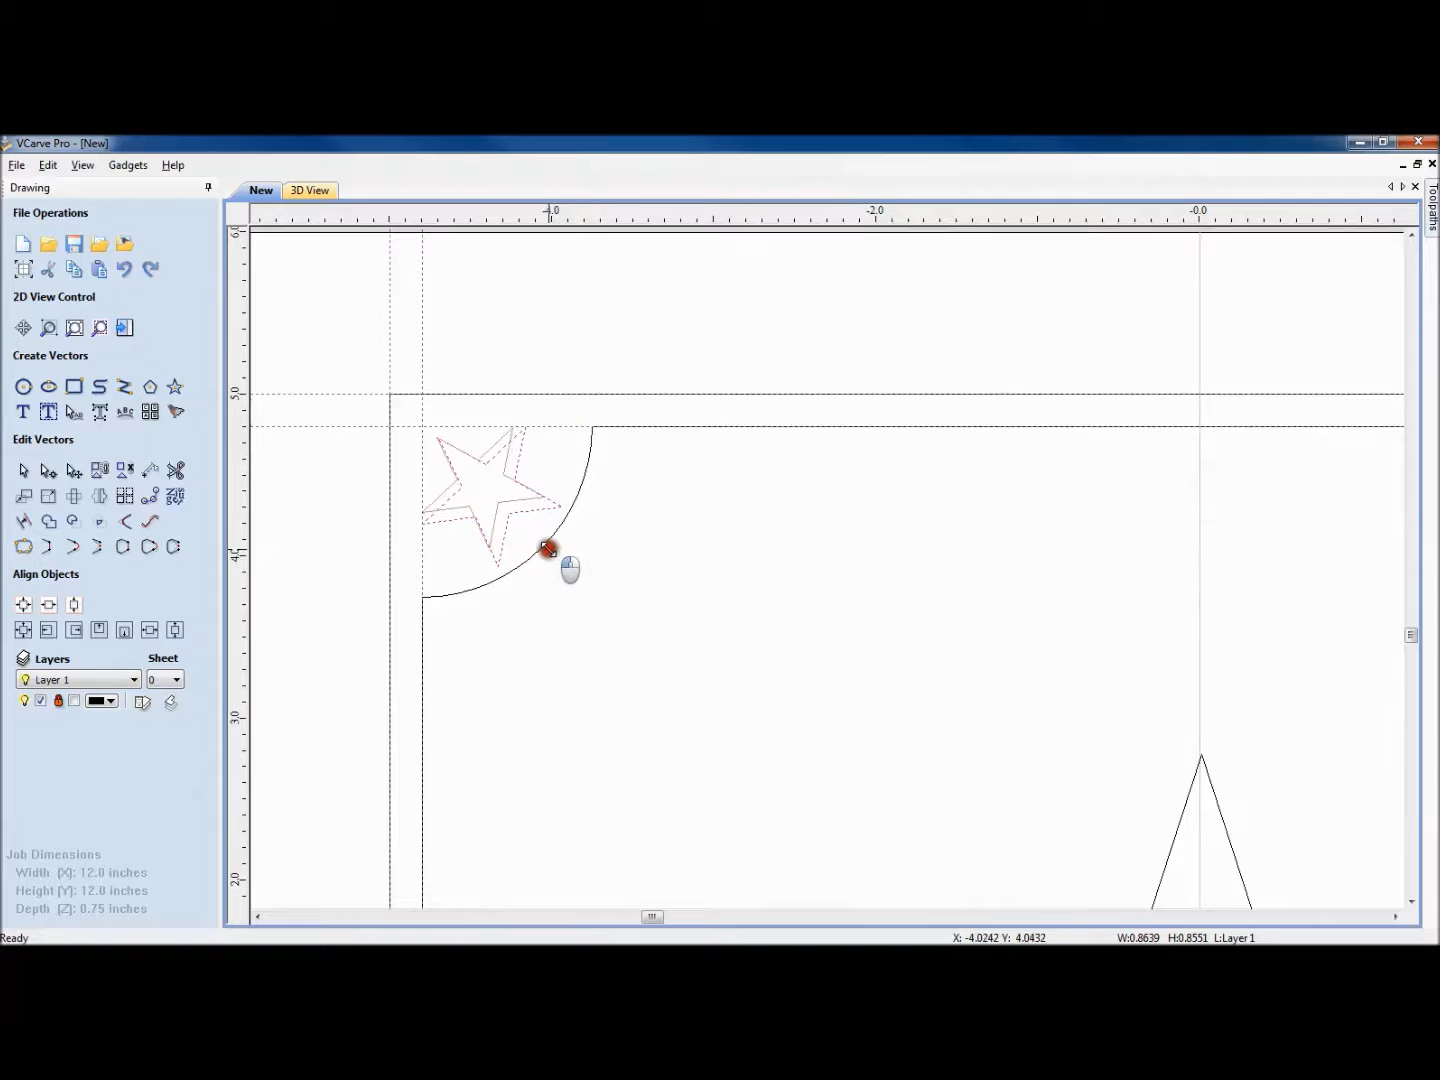 VCarve Pro - [New]
File Edit View Gadgets Help
Drawing
New 3D View
Toolpaths
File Operations
2D View Control
Create Vectors
Edit Vectors
Align Objects
Layers Sheet
Layer 1 0
-2.0 -0.0
5.0
3.0
2.0
Job Dimensions
Width [X]: 12.0 inches
Height [Y]: 12.0 inches
Depth [Z]: 0.75 inches
Ready X: -4.0242 Y: 4.0432 W:0.8639 H:0.8551 L:Layer 1